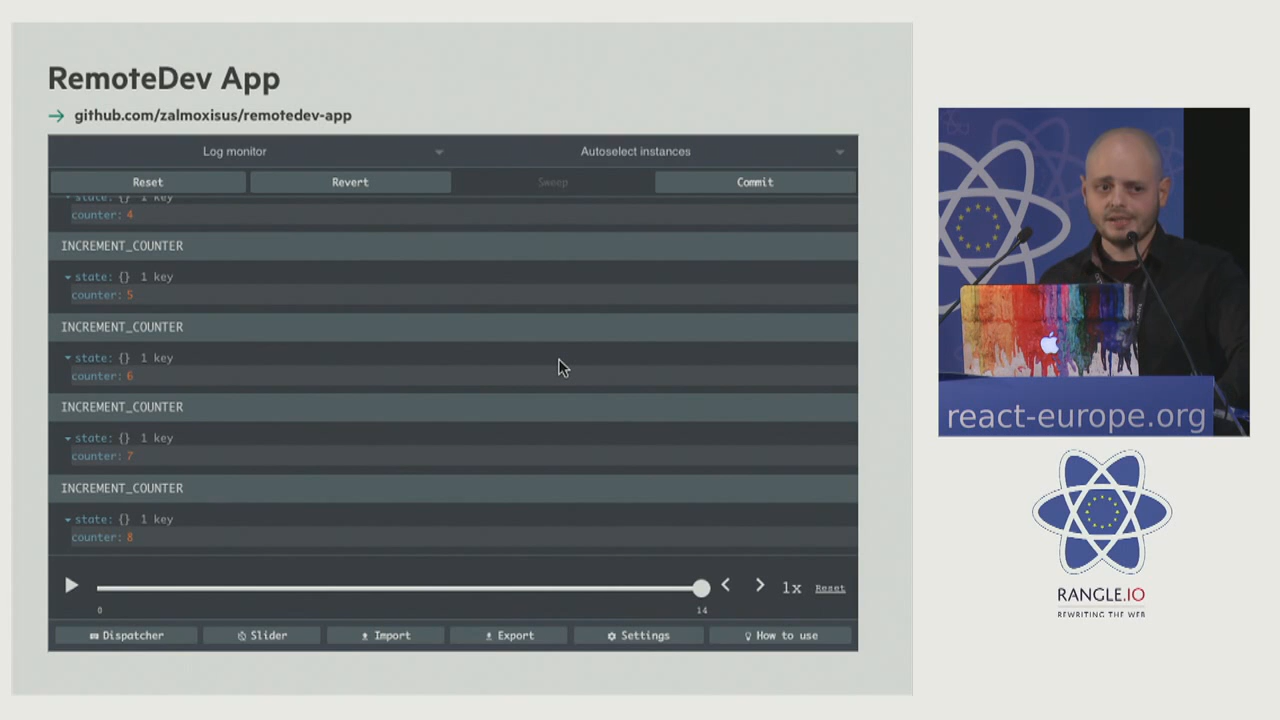 RemoteDev App
→ github.com/zalmoxisus/remotedev-app
Log monitor
Autoselect instances
Reset
Revert
Sweep
Commit
state: {} 1 key
counter: 4
INCREMENT_COUNTER
state: {} 1 key
counter: 5
INCREMENT_COUNTER
state: {} 1 key
counter: 6
INCREMENT_COUNTER
state: {} 1 key
counter: 7
INCREMENT_COUNTER
state: {} 1 key
counter: 8
1x
Reset
0
14
Dispatcher
Slider
Import
Export
Settings
How to use
react-europe.org
RANGLE.IO
REWRITING THE WEB